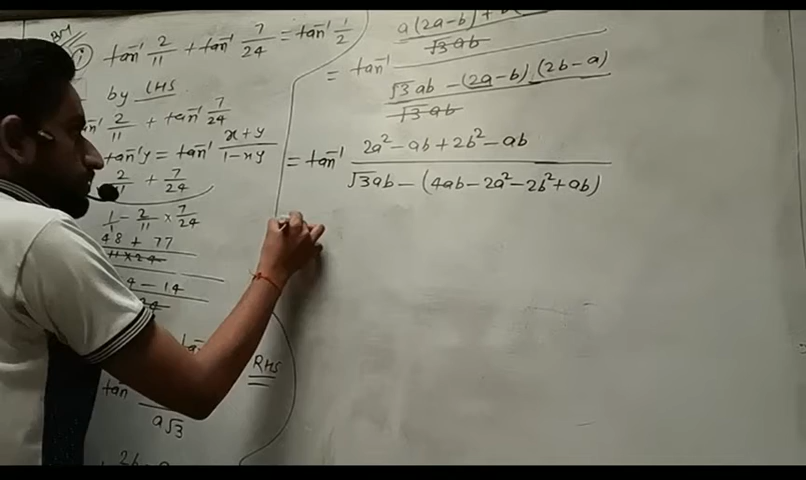 ① tan⁻¹ 2/11 + tan⁻¹ 7/24 = tan⁻¹ 1/2
by LHS
2/11 + tan⁻¹ 7/24
tan⁻¹y = tan⁻¹ x+y/1-xy
2/11 + 7/24
1/1 - 2/11 × 7/24
48 + 77
11×24
4 - 14
RHS
tan⁻¹
a√3
2b -
a(2a-b) +
√3ab
= tan⁻¹
√3ab - (2a-b) (2b-a)
√3ab
= tan⁻¹ 2a² - ab + 2b² - ab
√3ab - (4ab - 2a² - 2b² + ab)